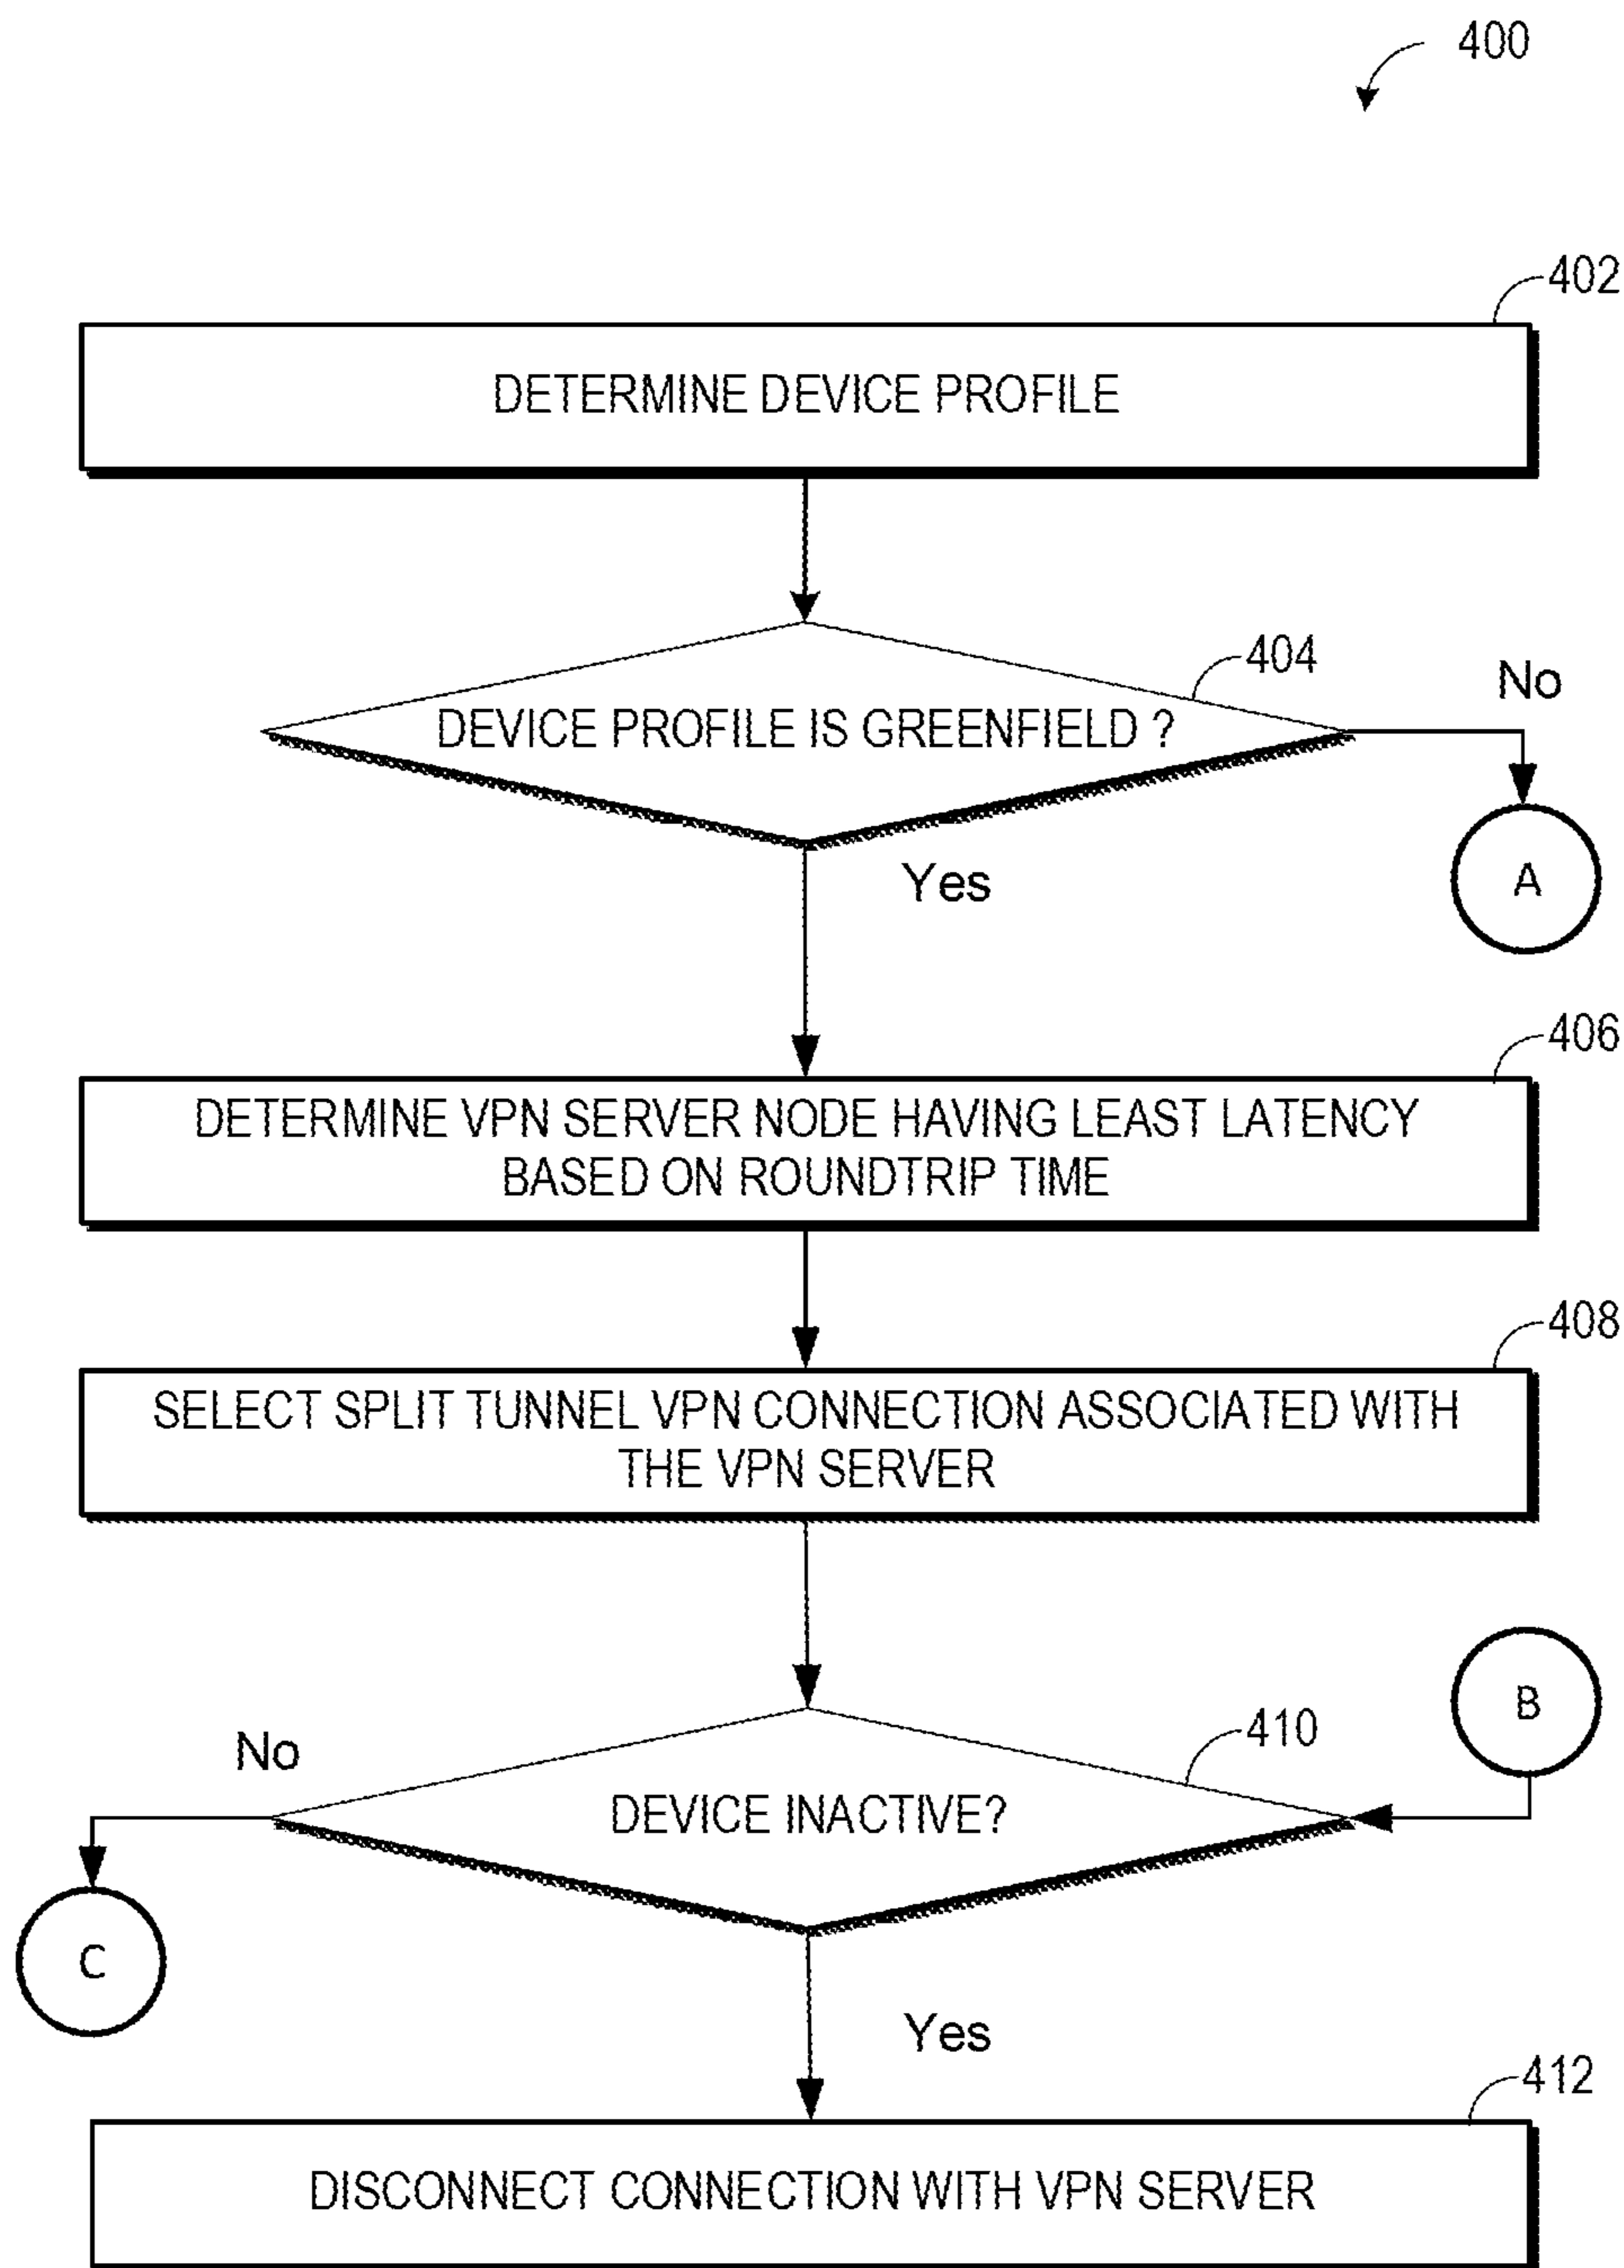 400
402
DETERMINE DEVICE PROFILE
404
No
DEVICE PROFILE IS GREENFIELD ?
A
Yes
406
DETERMINE VPN SERVER NODE HAVING LEAST LATENCY
BASED ON ROUNDTRIP TIME
408
SELECT SPLIT TUNNEL VPN CONNECTION ASSOCIATED WITH
THE VPN SERVER
B
410
No
DEVICE INACTIVE?
C
Yes
412
DISCONNECT CONNECTION WITH VPN SERVER